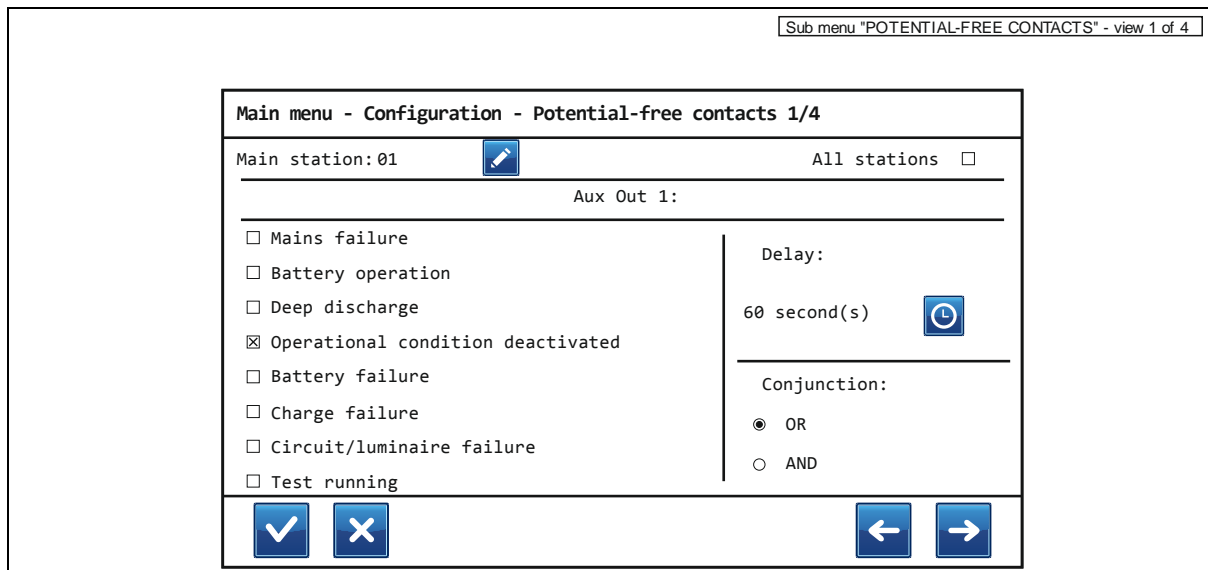 Sub menu "POTENTIAL-FREE CONTACTS" - view 1 of 4
Main menu - Configuration - Potential-free contacts 1/4
Main station: 01 All stations ☐
Aux Out 1:
☐ Mains failure
☐ Battery operation
☐ Deep discharge
☒ Operational condition deactivated
☐ Battery failure
☐ Charge failure
☐ Circuit/luminaire failure
☐ Test running
Delay:
60 second(s)
Conjunction:
◉ OR
○ AND